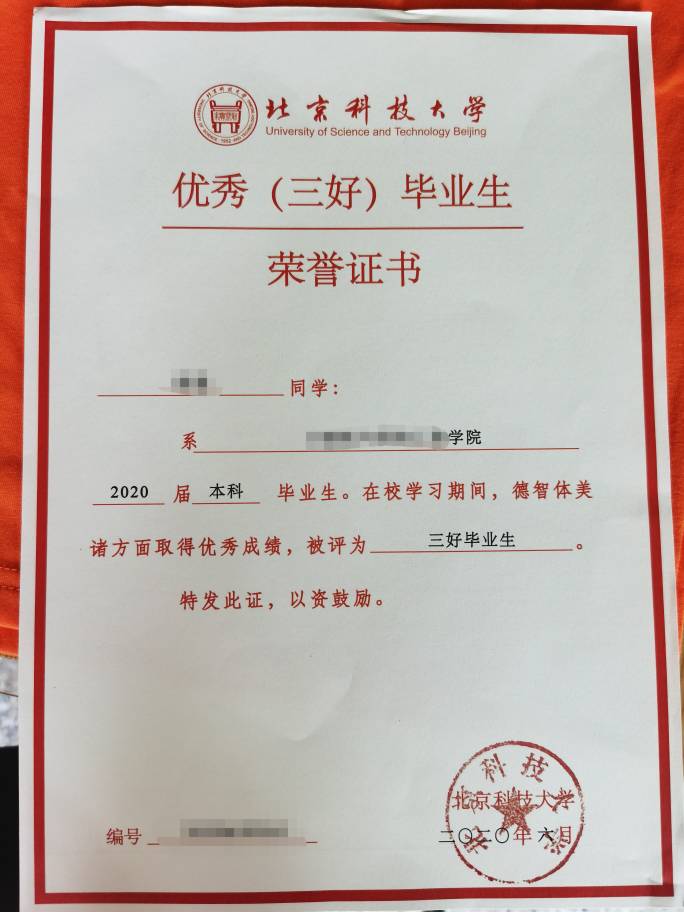 北京科技大学
University of Science and Technology Beijing
优秀（三好）毕业生
荣誉证书
同学：
系 学院
2020 届 本科 毕业生。在校学习期间，德智体美
诸方面取得优秀成绩，被评为 三好毕业生 。
特发此证，以资鼓励。
北京科技大学
编号 二〇二〇年 六月